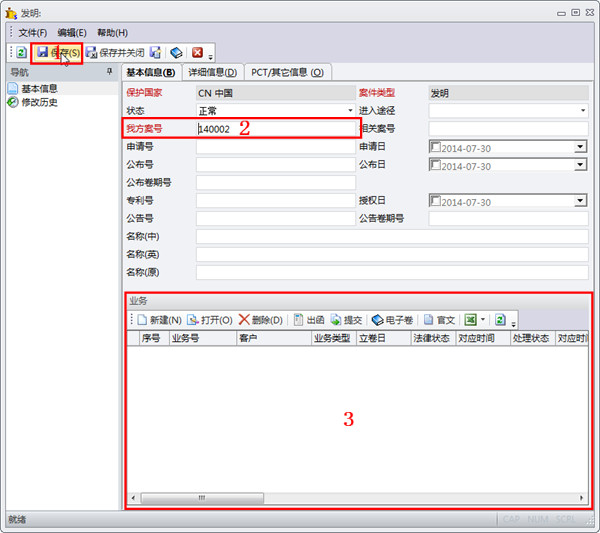 发明:
文件(F) 编辑(E) 帮助(H)
保存(S) 保存并关闭
导航
基本信息
修改历史
基本信息(B) 详细信息(D) PCT/其它信息 (O)
保护国家 CN 中国 案件类型 发明
状态 正常 进入途径
我方案号 140002 2 相关案号
申请号 申请日 2014-07-30
公布号 公布日 2014-07-30
公布卷期号
专利号 授权日 2014-07-30
公告号 公告卷期号
名称(中)
名称(英)
名称(原)
业务
新建(N) 打开(O) 删除(D) 出函 提交 电子卷 官文
序号 业务号 客户 业务类型 立卷日 法律状态 对应时间 处理状态 对应时
3
就绪 CAP NUM SCRL